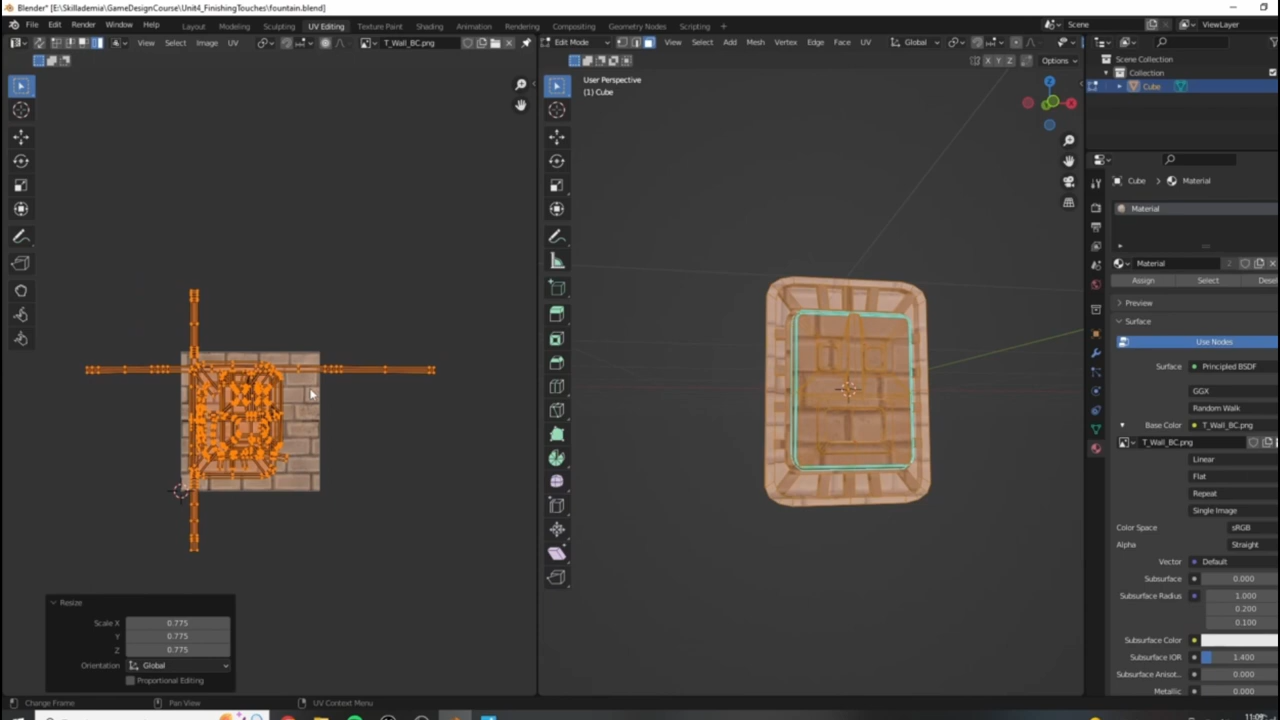 Blender* [E:\Skillademia\GameDesignCourse\Unit4_FinishingTouches\fountain.blend]
File Edit Render Window Help Layout Modeling Sculpting UV Editing Texture Paint Shading Animation Rendering Compositing Geometry Nodes Scripting + Scene ViewLayer
View Select Image UV T_Wall_BC.png Edit Mode View Select Add Mesh Vertex Edge Face UV Global
X Y Z Options
Scene Collection
Collection
Cube
User Perspective
(1) Cube
Z
X
Cube > Material
Material
Material 2
Assign Select Dese
Preview
Surface
Use Nodes
Surface Principled BSDF
GGX
Random Walk
Base Color T_Wall_BC.png
T_Wall_BC.png
Linear
Flat
Repeat
Single Image
Color Space sRGB
Alpha Straight
Vector Default
Subsurface 0.000
Subsurface Radius 1.000
0.200
0.100
Subsurface Color
Subsurface IOR 1.400
Subsurface Anisot... 0.000
Metallic 0.000
Resize
Scale X 0.775
Y 0.775
Z 0.775
Orientation Global
Proportional Editing
Change Frame Pan View UV Context Menu